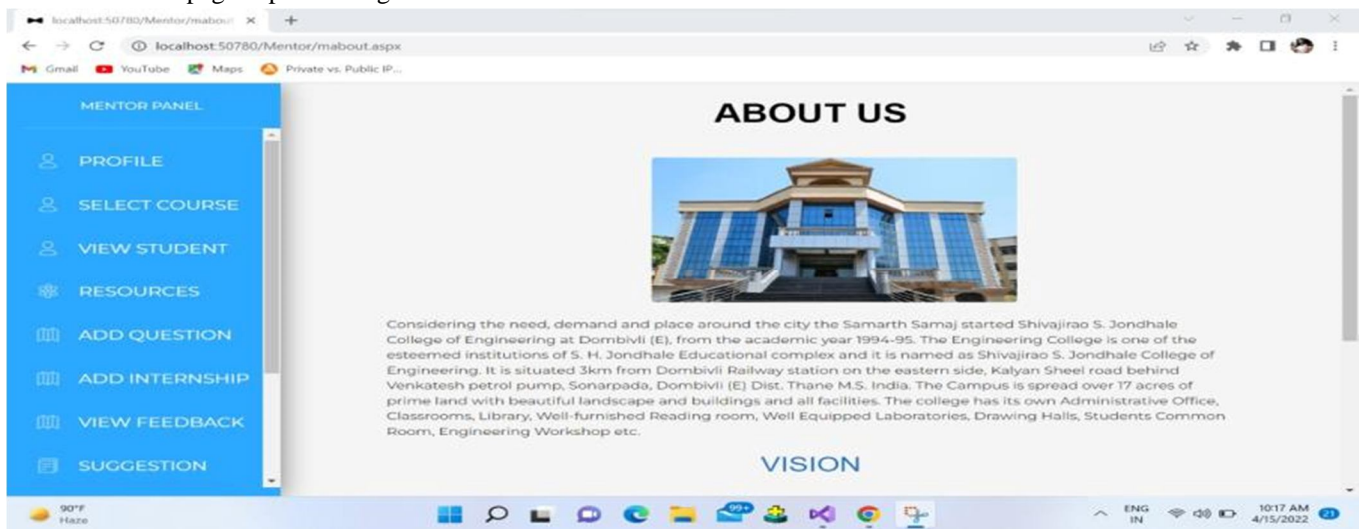 localhost:50780/Mentor/mabou
localhost:50780/Mentor/mabout.aspx
Gmail YouTube Maps Private vs. Public IP...
MENTOR PANEL
PROFILE
SELECT COURSE
VIEW STUDENT
RESOURCES
ADD QUESTION
ADD INTERNSHIP
VIEW FEEDBACK
SUGGESTION
ABOUT US
Considering the need, demand and place around the city the Samarth Samaj started Shivajirao S. Jondhale
College of Engineering at Dombivli (E), from the academic year 1994-95. The Engineering College is one of the
esteemed institutions of S. H. Jondhale Educational complex and it is named as Shivajirao S. Jondhale College of
Engineering. It is situated 3km from Dombivli Railway station on the eastern side, Kalyan Sheel road behind
Venkatesh petrol pump, Sonarpada, Dombivli (E) Dist. Thane M.S. India. The Campus is spread over 17 acres of
prime land with beautiful landscape and buildings and all facilities. The college has its own Administrative Office,
Classrooms, Library, Well-furnished Reading room, Well Equipped Laboratories, Drawing Halls, Students Common
Room, Engineering Workshop etc.
VISION
90°F
Haze
99+
ENG
IN
10:17 AM
4/15/2022
21